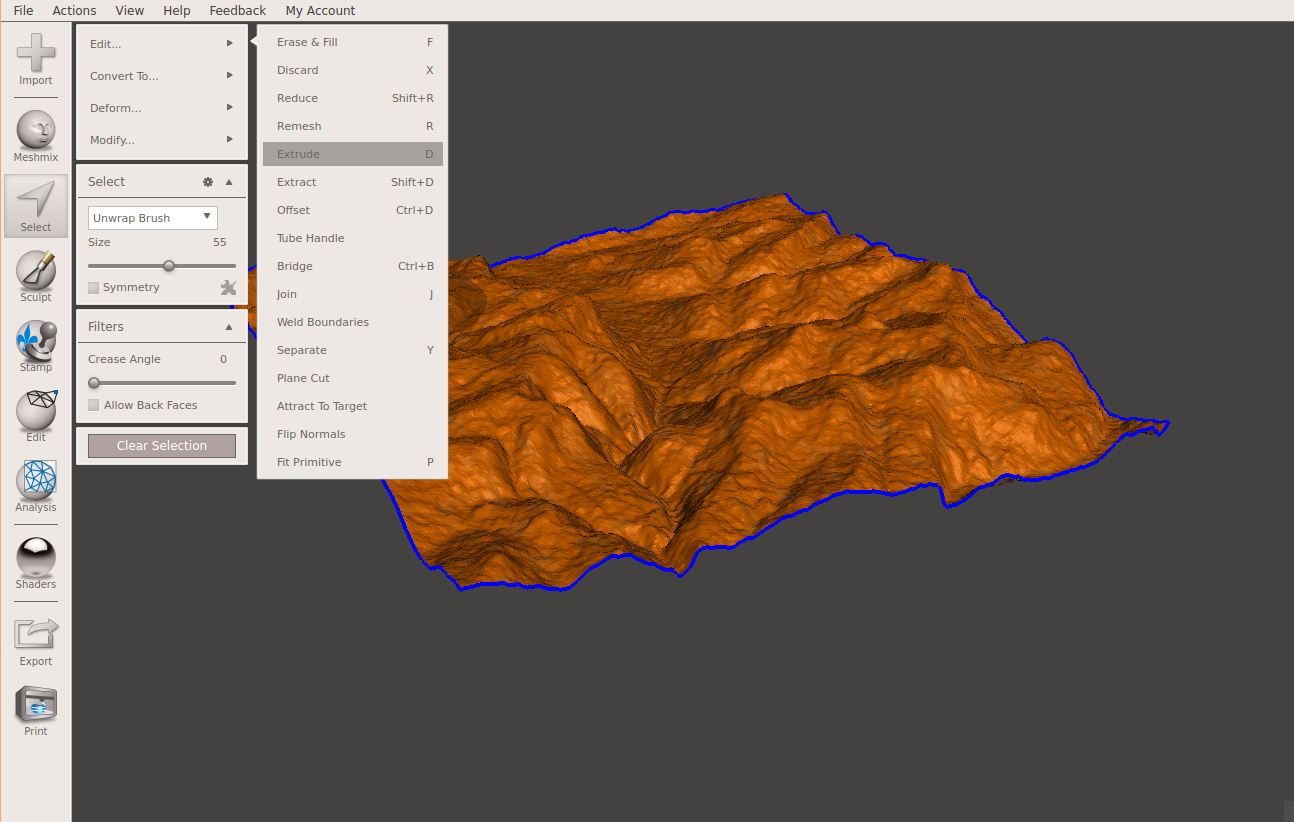 File Actions View Help Feedback My Account
Import
Meshmix
Select
Sculpt
Stamp
Edit
Analysis
Shaders
Export
Print
Edit...
Convert To...
Deform...
Modify...
Select
Unwrap Brush
Size 55
Symmetry
Filters
Crease Angle 0
Allow Back Faces
Clear Selection
Erase & Fill F
Discard X
Reduce Shift+R
Remesh R
Extrude D
Extract Shift+D
Offset Ctrl+D
Tube Handle
Bridge Ctrl+B
Join J
Weld Boundaries
Separate Y
Plane Cut
Attract To Target
Flip Normals
Fit Primitive P